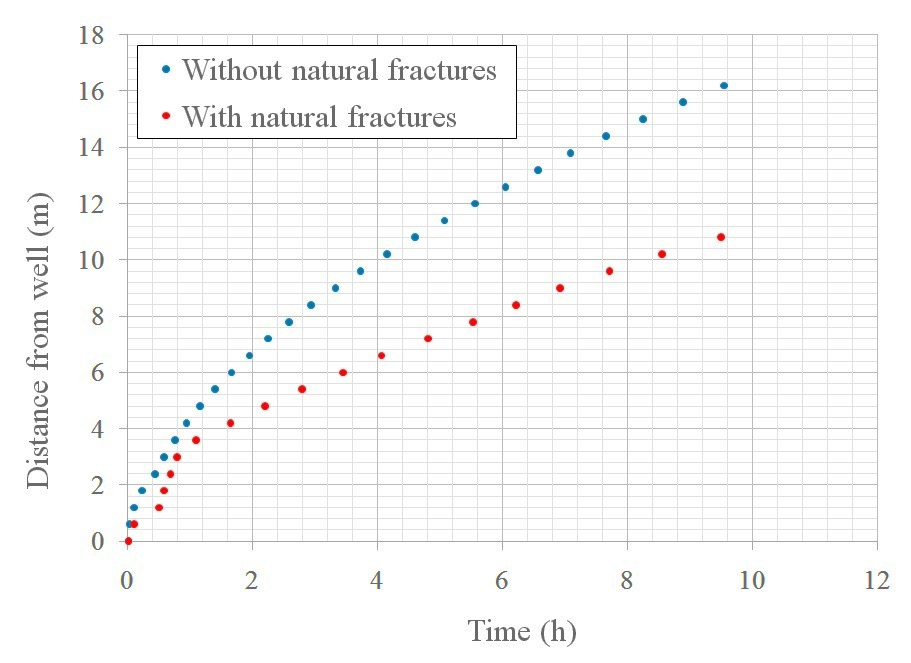 18
16
14
12
10
8
6
4
2
0
Distance from well (m)
Without natural fractures
With natural fractures
0 2 4 6 8 10 12
Time (h)